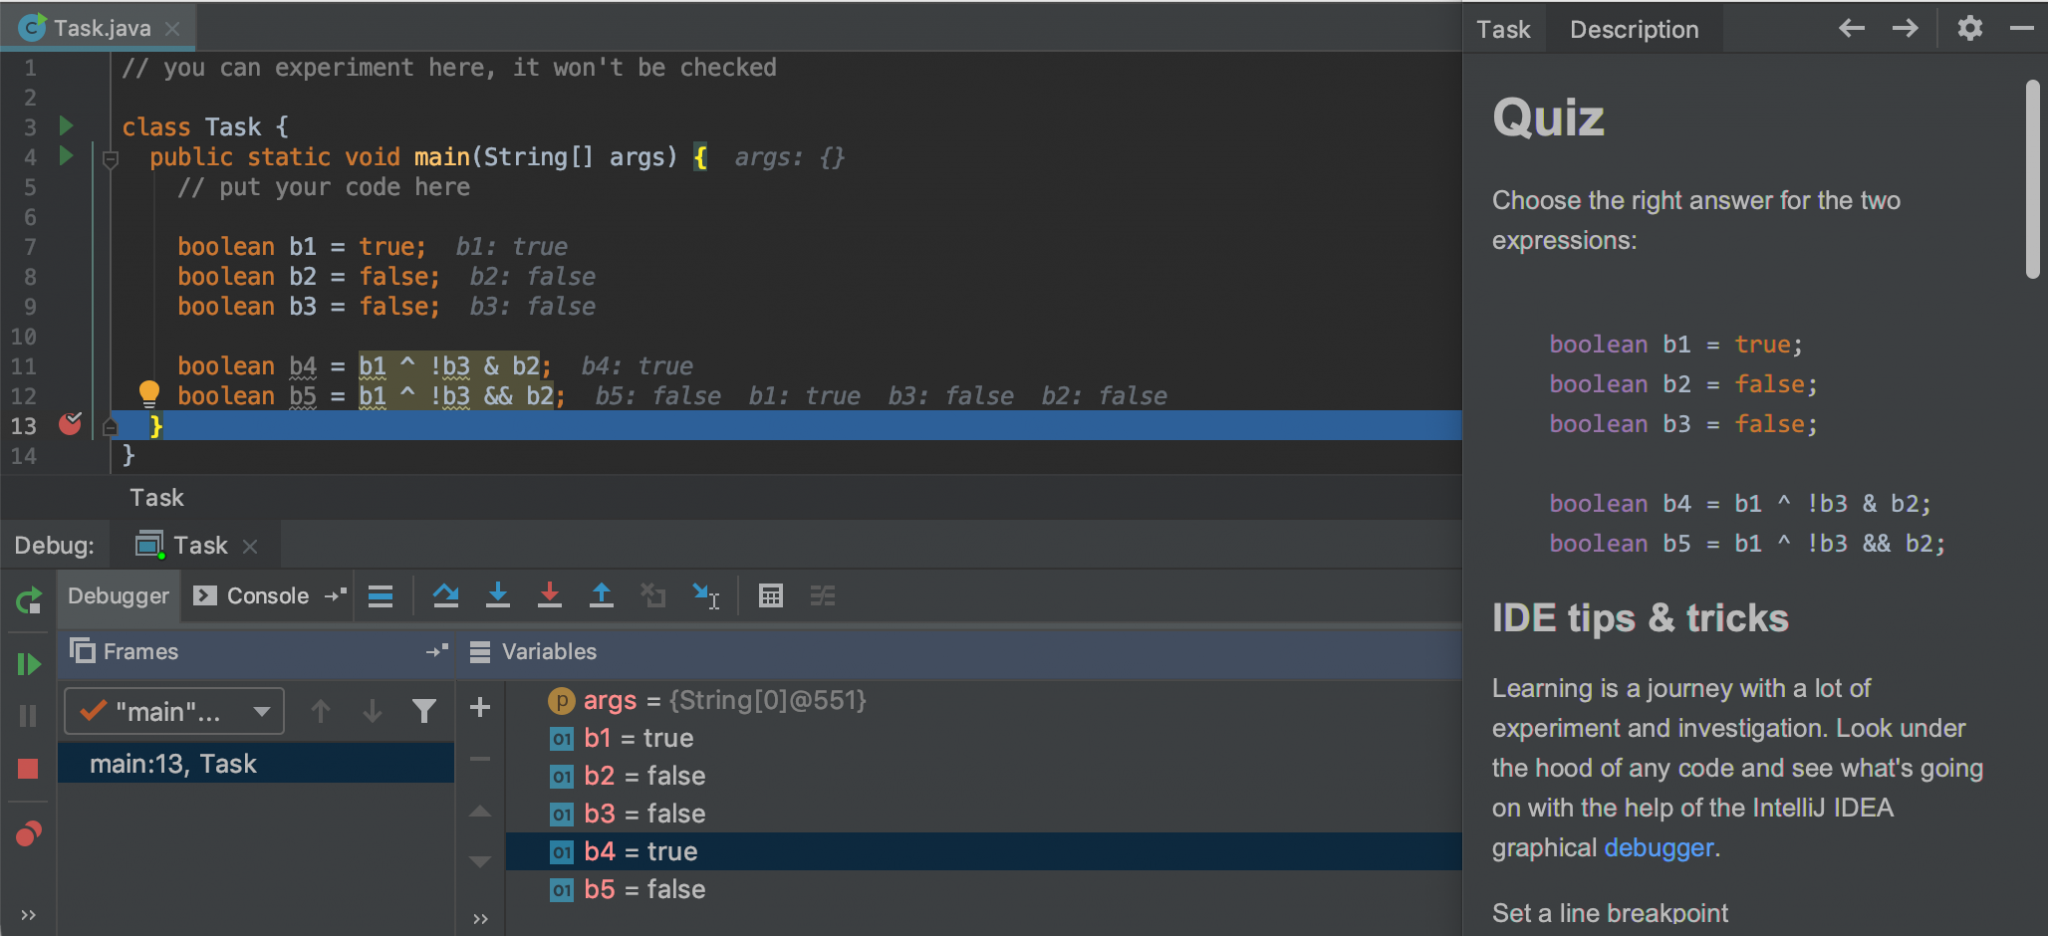 Task.java
1 // you can experiment here, it won't be checked
2
3 class Task {
4 public static void main(String[] args) { args: {}
5 // put your code here
6
7 boolean b1 = true; b1: true
8 boolean b2 = false; b2: false
9 boolean b3 = false; b3: false
10
11 boolean b4 = b1 ^ !b3 & b2; b4: true
12 boolean b5 = b1 ^ !b3 && b2; b5: false b1: true b3: false b2: false
13 }
14 }
Task
Debug: Task
Debugger Console
Frames
Variables
"main"...
main:13, Task
args = {String[0]@551}
b1 = true
b2 = false
b3 = false
b4 = true
b5 = false
Task Description
Quiz
Choose the right answer for the two
expressions:
boolean b1 = true;
boolean b2 = false;
boolean b3 = false;
boolean b4 = b1 ^ !b3 & b2;
boolean b5 = b1 ^ !b3 && b2;
IDE tips & tricks
Learning is a journey with a lot of
experiment and investigation. Look under
the hood of any code and see what's going
on with the help of the IntelliJ IDEA
graphical debugger.
Set a line breakpoint